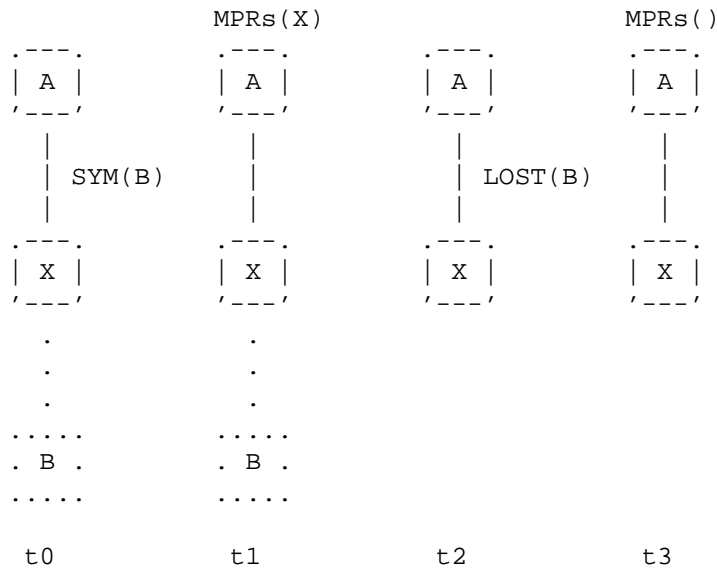 MPRs(X) MPRs()
.---. .---. .---. .---.
| A | | A | | A | | A |
'---' '---' '---' '---'
| | | |
| SYM(B) | | LOST(B) |
| | | |
.---. .---. .---. .---.
| X | | X | | X | | X |
'---' '---' '---' '---'
. .
. .
. .
..... .....
. B . . B .
..... .....
t0 t1 t2 t3